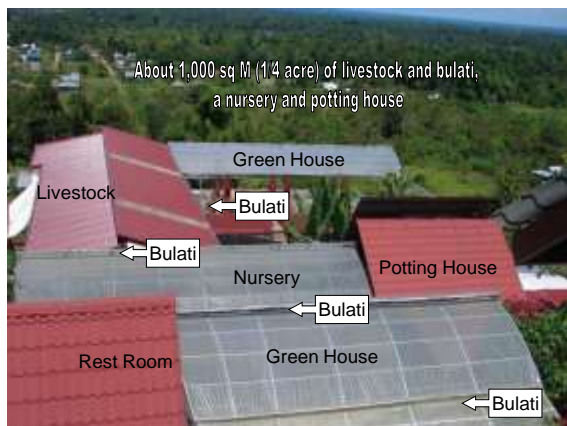 About 1,000 sq M (1/4 acre) of livestock and bulati,
a nursery and potting house
Green House
Livestock
Bulati
Bulati
Nursery
Potting House
Bulati
Rest Room
Green House
Bulati